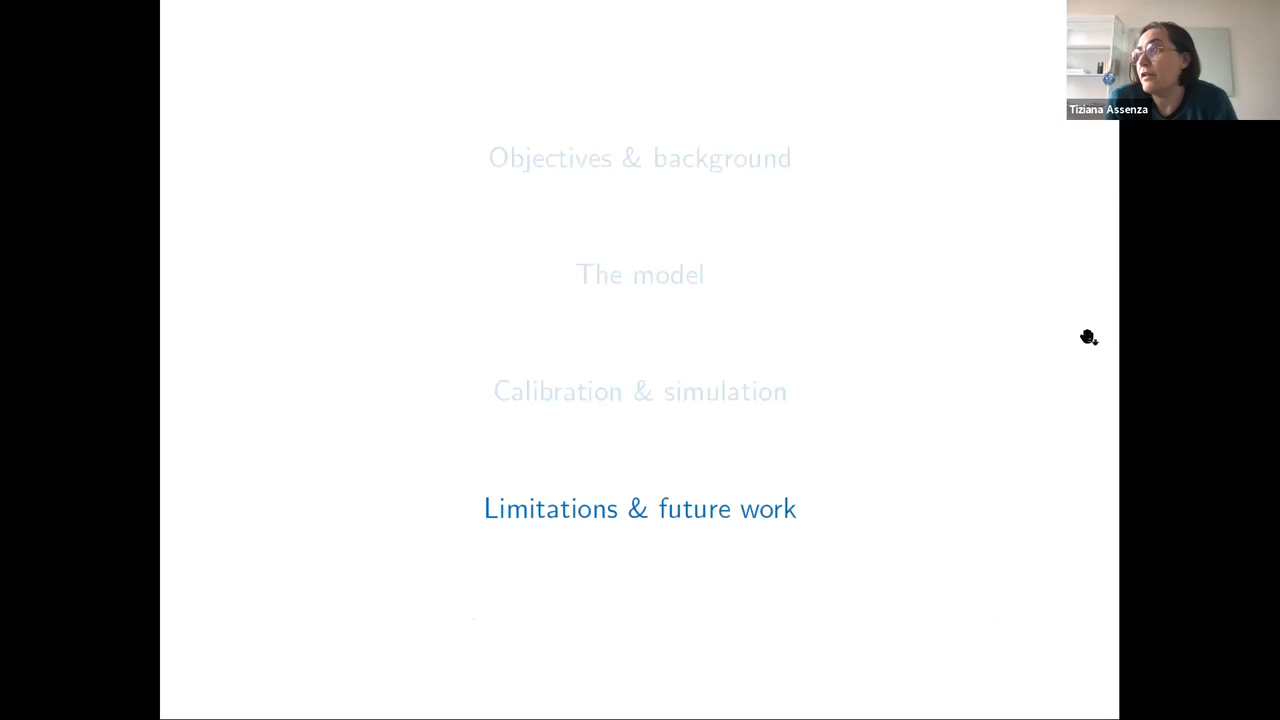 Tiziana Assenza
Objectives & background
The model
Calibration & simulation
Limitations & future work